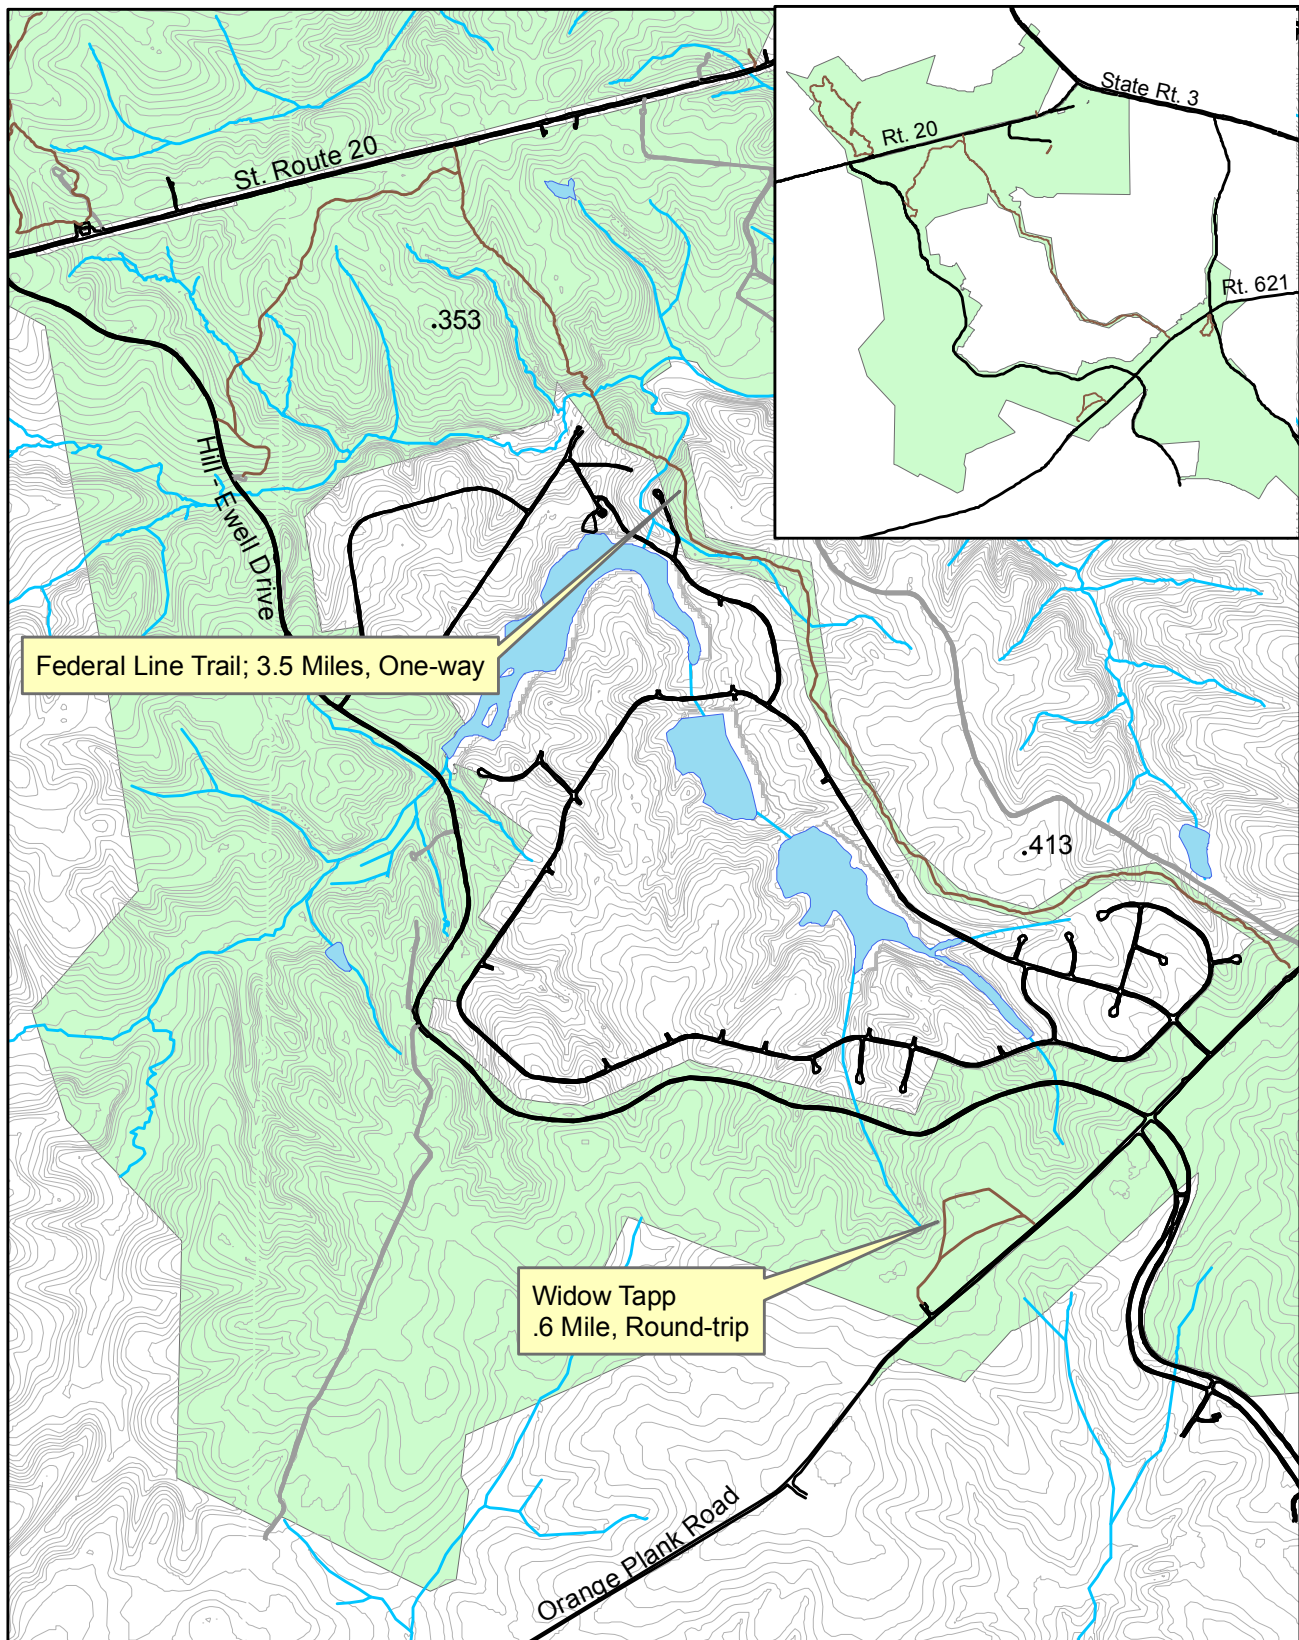 State Rt. 3
Rt. 20
Rt. 621
St. Route 20
.353
Hill - Ewell Drive
Federal Line Trail; 3.5 Miles, One-way
.413
Widow Tapp
.6 Mile, Round-trip
Orange Plank Road